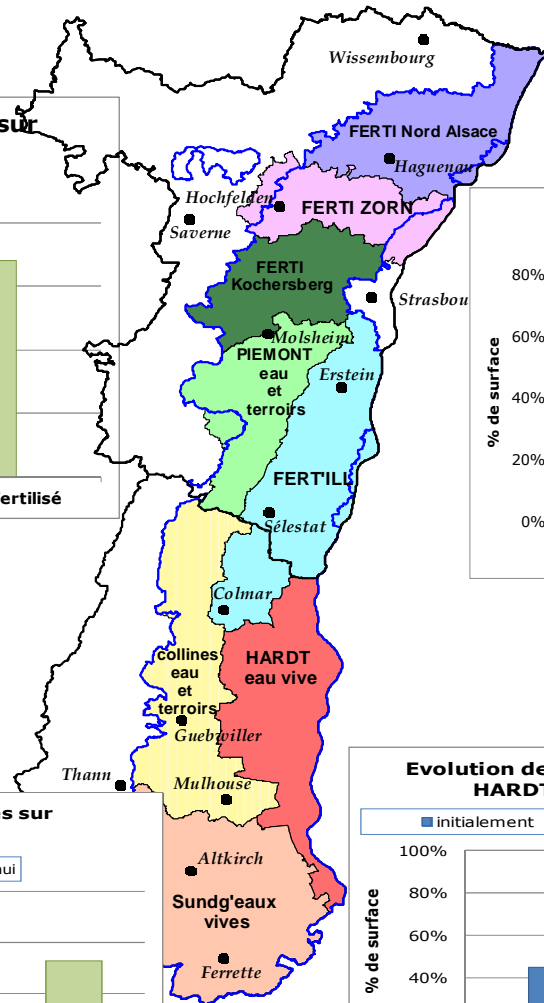 Wissembourg
sur
FERTI Nord Alsace
Haguenau
Hochfelden
FERTI ZORN
Saverne
FERTI
Kochersberg
Strasbou
80%
60%
40%
20%
0%
% de surface
Molsheim
PIEMONT
eau
et
terroirs
Erstein
ertilisé
FERT'ILL
Sélestat
Colmar
collines
eau
et
terroirs
HARDT
eau vive
Guebwiller
Thann
Mulhouse
es sur
ui
Altkirch
Sundg'eaux
vives
Ferrette
Evolution de
HARDT
initialement
100%
80%
60%
40%
% de surface